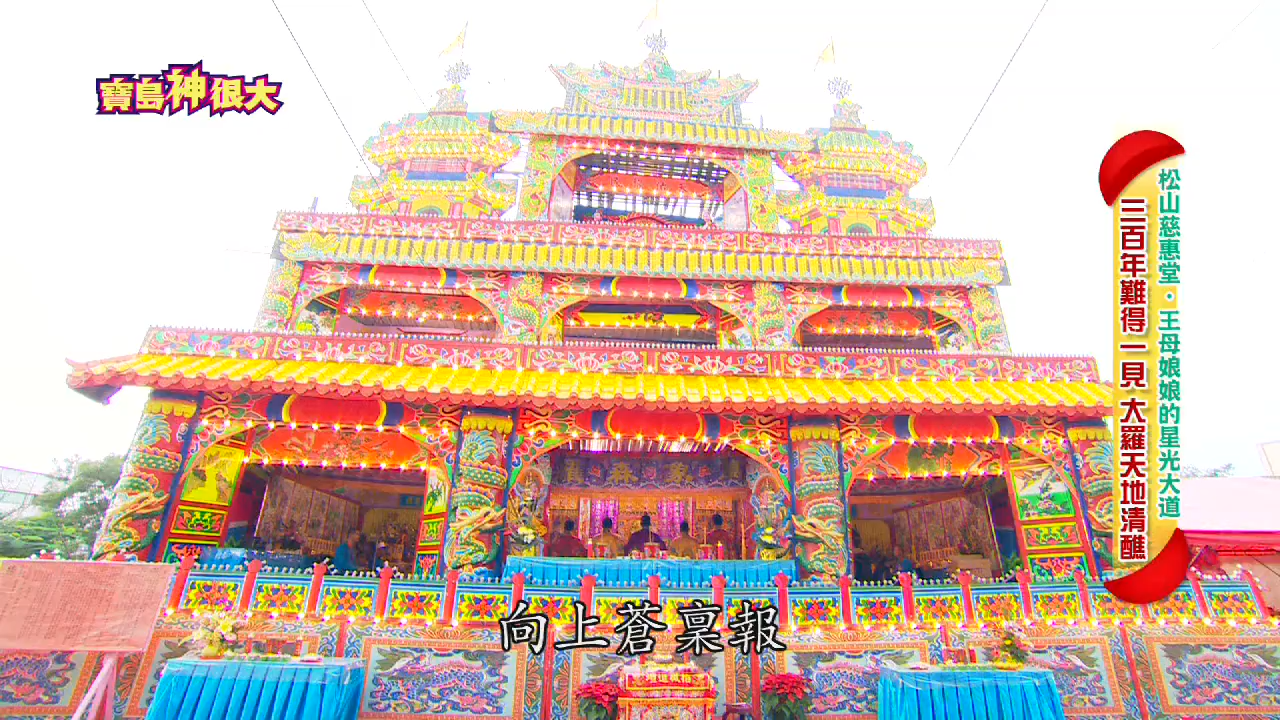 寶島神很大
松山慈惠堂・王母娘娘的星光大道
三百年難得一見 大羅天地清醮
向上蒼稟報